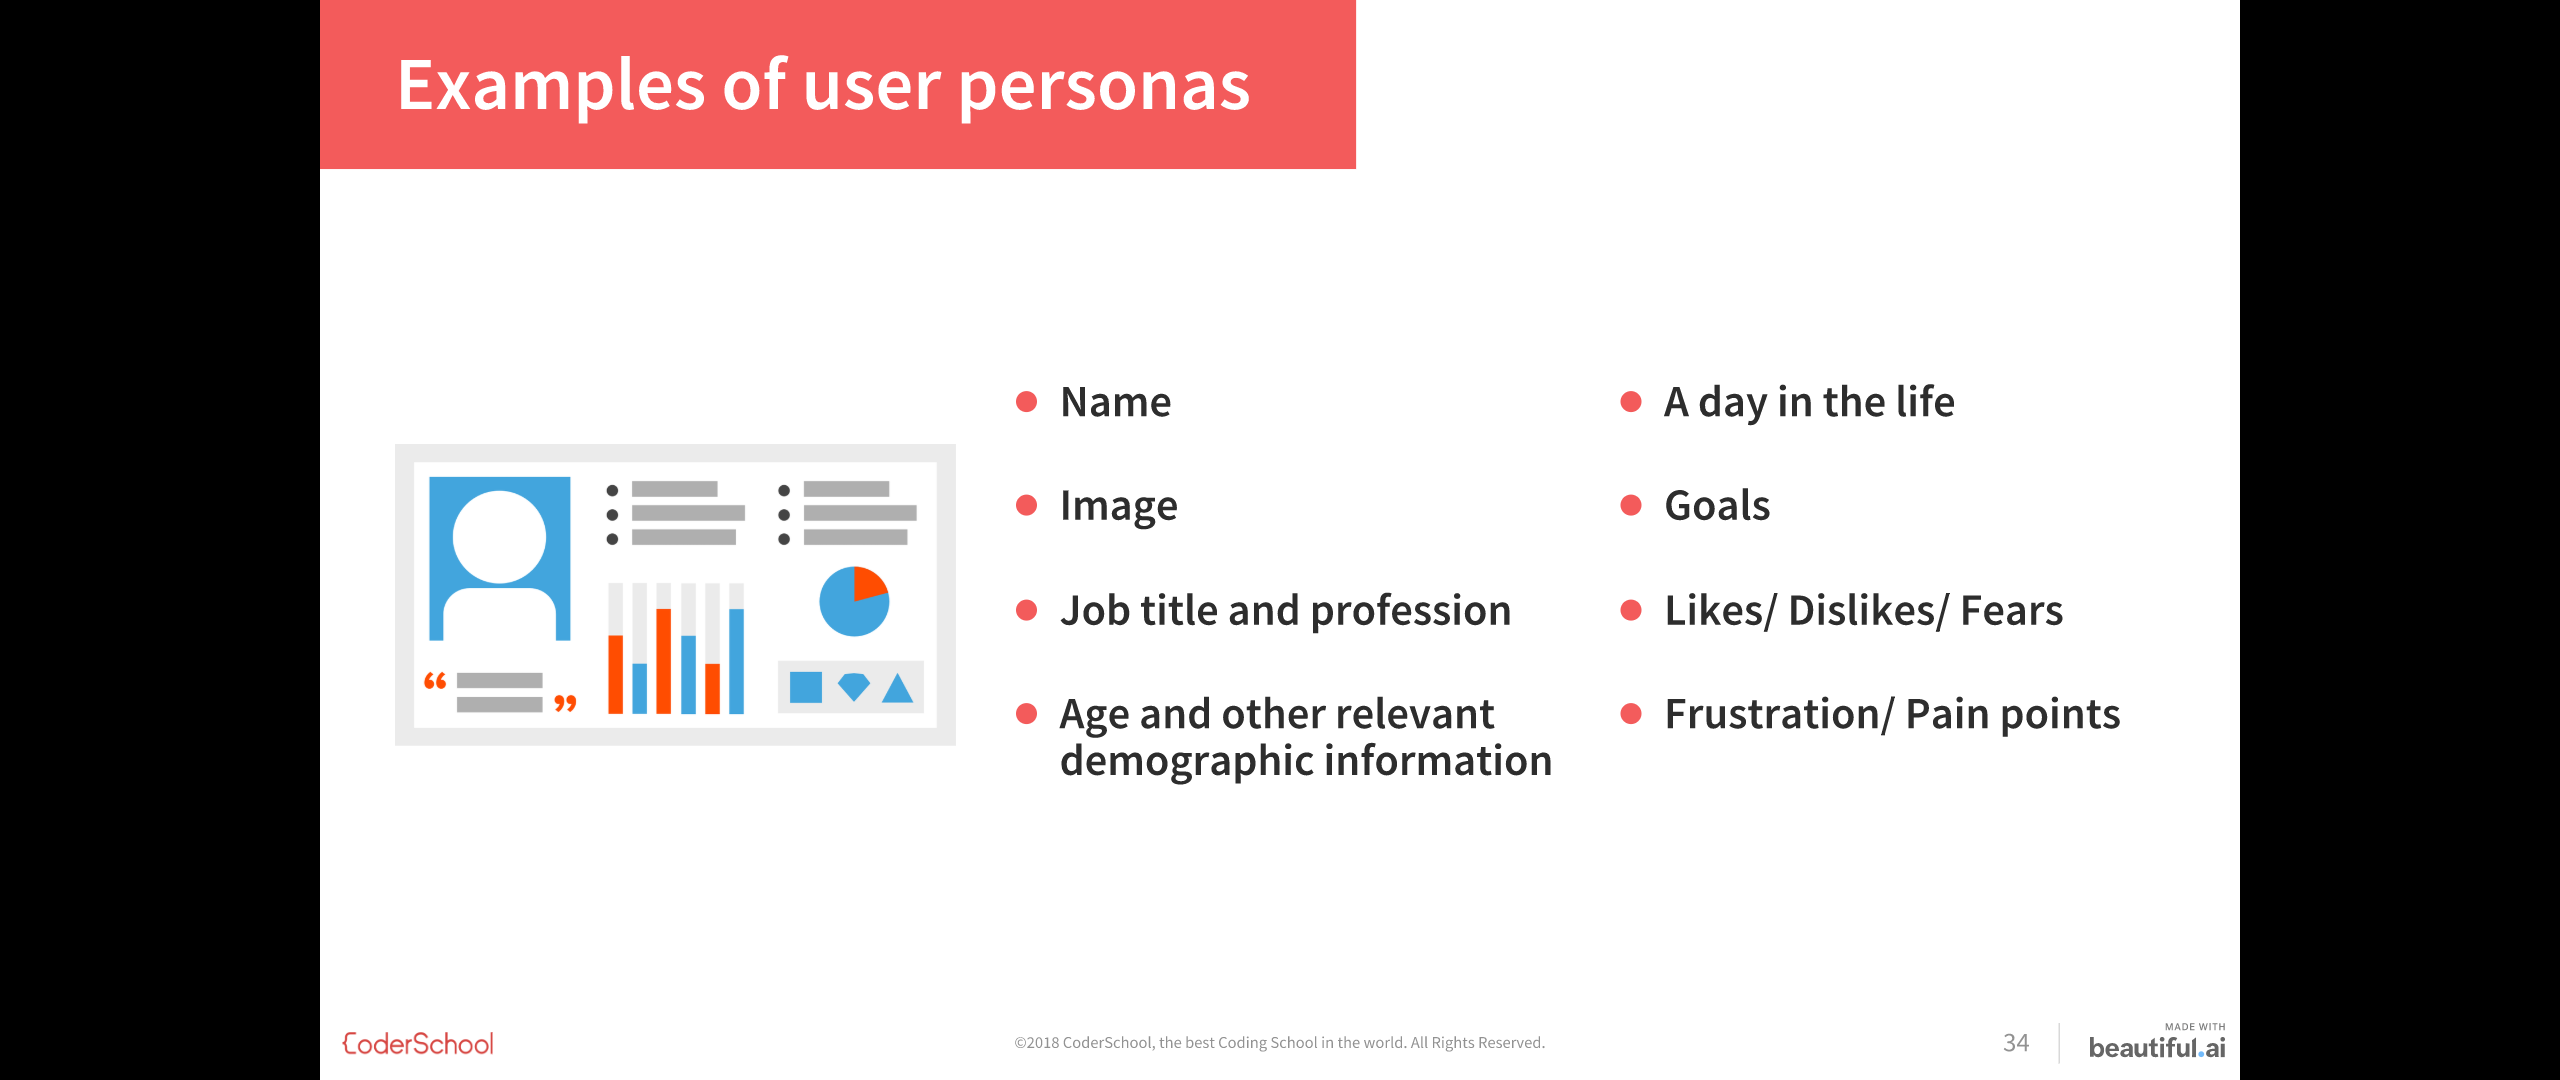 Examples of user personas
Name
Image
Job title and profession
Age and other relevant
demographic information
A day in the life
Goals
Likes/ Dislikes/ Fears
Frustration/ Pain points
“ ”
CoderSchool
©2018 CoderSchool, the best Coding School in the world. All Rights Reserved.
34
MADE WITH
beautiful.ai